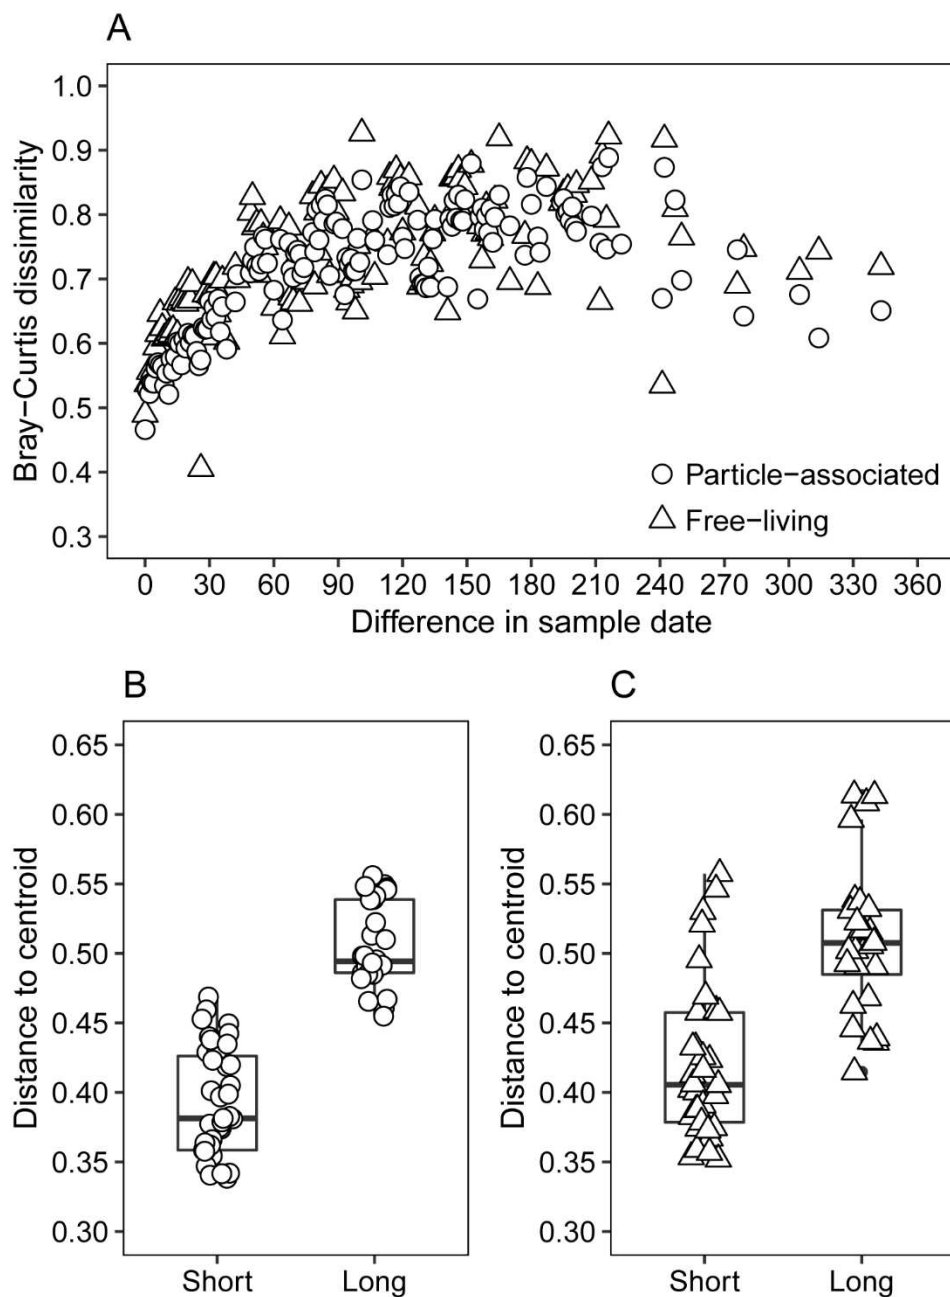 A
1.0
0.9
0.8
0.7
0.6
0.5
0.4
0.3
Bray−Curtis dissimilarity
Particle−associated
Free−living
0 30 60 90 120 150 180 210 240 270 300 330 360
Difference in sample date
B
0.65
0.60
0.55
0.50
0.45
0.40
0.35
0.30
Distance to centroid
Short Long
C
0.65
0.60
0.55
0.50
0.45
0.40
0.35
0.30
Distance to centroid
Short Long